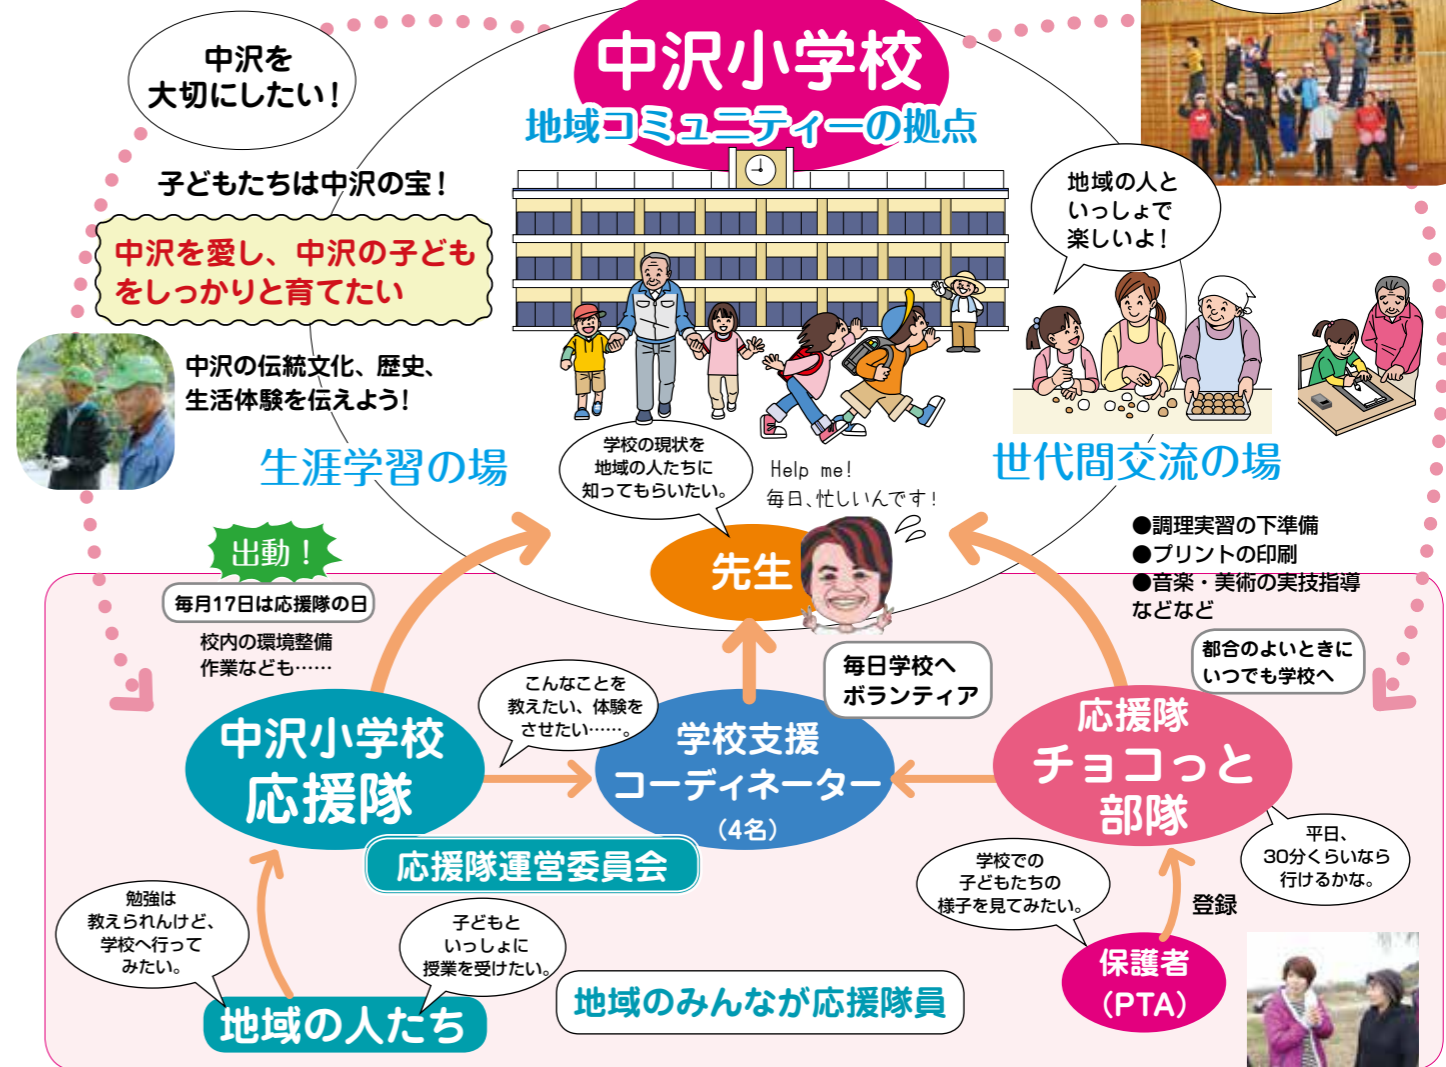 中沢を
大切にしたい！
中沢小学校
地域コミュニティーの拠点
子どもたちは中沢の宝！
中沢を愛し、中沢の子ども
をしっかりと育てたい
中沢の伝統文化、歴史、
生活体験を伝えよう！
生涯学習の場
地域の人と
いっしょで
楽しいよ！
世代間交流の場
学校の現状を
地域の人たちに
知ってもらいたい。
Help me!
毎日、忙しいんです！
先生
●調理実習の下準備
●プリントの印刷
●音楽・美術の実技指導
などなど
出動！
毎月17日は応援隊の日
校内の環境整備
作業なども……
都合のよいときに
いつでも学校へ
毎日学校へ
ボランティア
こんなことを
教えたい、体験を
させたい……。
中沢小学校
応援隊
学校支援
コーディネーター
（4名）
応援隊
チョコっと
部隊
応援隊運営委員会
平日、
30分くらいなら
行けるかな。
学校での
子どもたちの
様子を見てみたい。
登録
勉強は
教えられんけど、
学校へ行って
みたい。
子どもと
いっしょに
授業を受けたい。
保護者
（PTA）
地域のみんなが応援隊員
地域の人たち